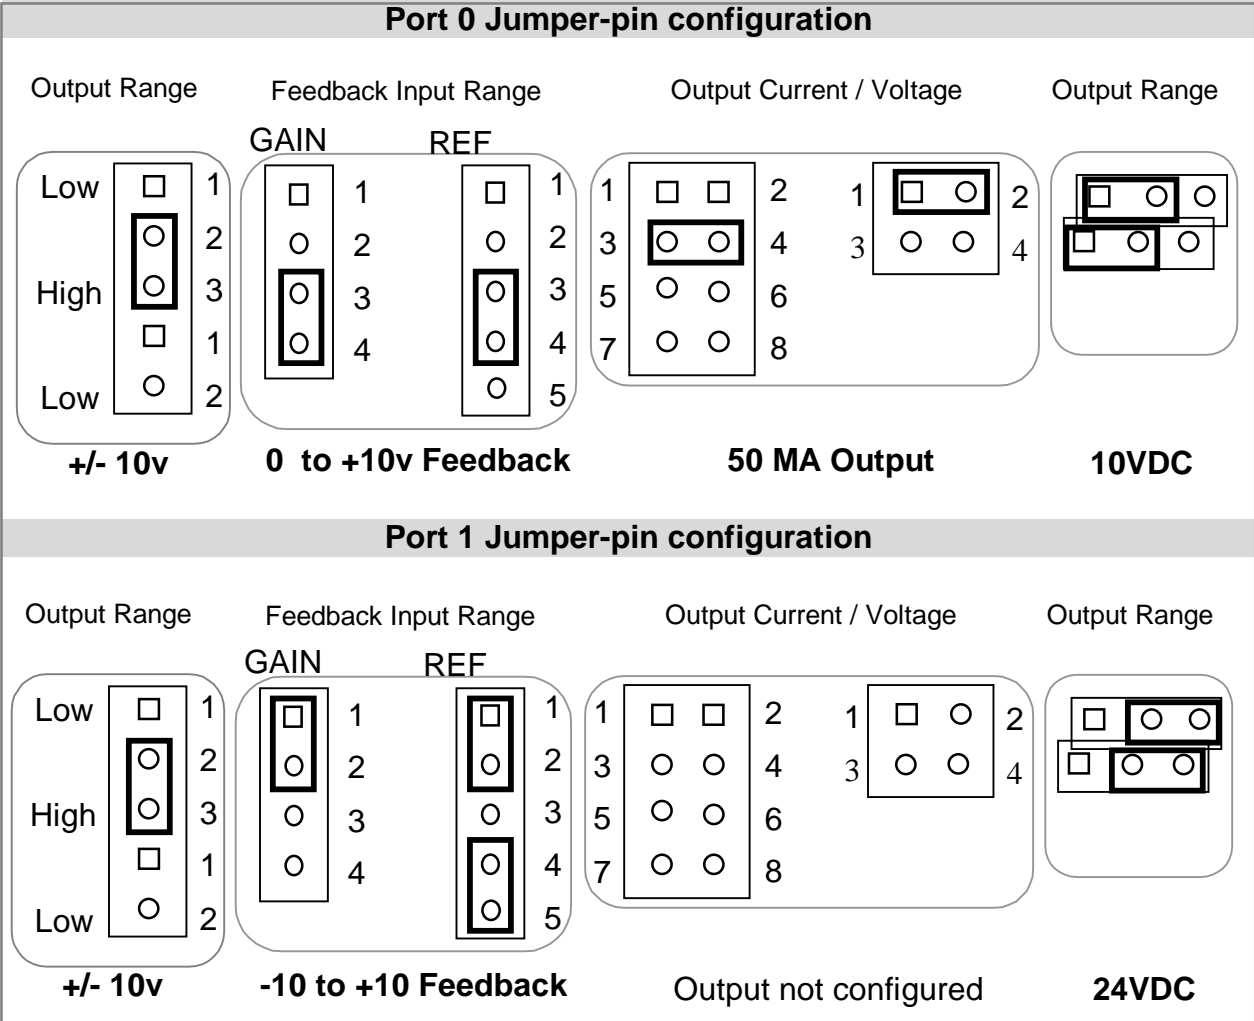 Port 0 Jumper-pin configuration
Output Range Feedback Input Range Output Current / Voltage Output Range
GAIN REF
Low 1 1 1 1 2 1 2
2 2 2 3 4 3 4
High 3 3 3 5 6
1 4 4 7 8
Low 2 5
+/- 10v 0 to +10v Feedback 50 MA Output 10VDC
Port 1 Jumper-pin configuration
Output Range Feedback Input Range Output Current / Voltage Output Range
GAIN REF
Low 1 1 1 1 2 1 2
2 2 2 3 4 3 4
High 3 3 3 5 6
1 4 4 7 8
Low 2 5
+/- 10v -10 to +10 Feedback Output not configured 24VDC